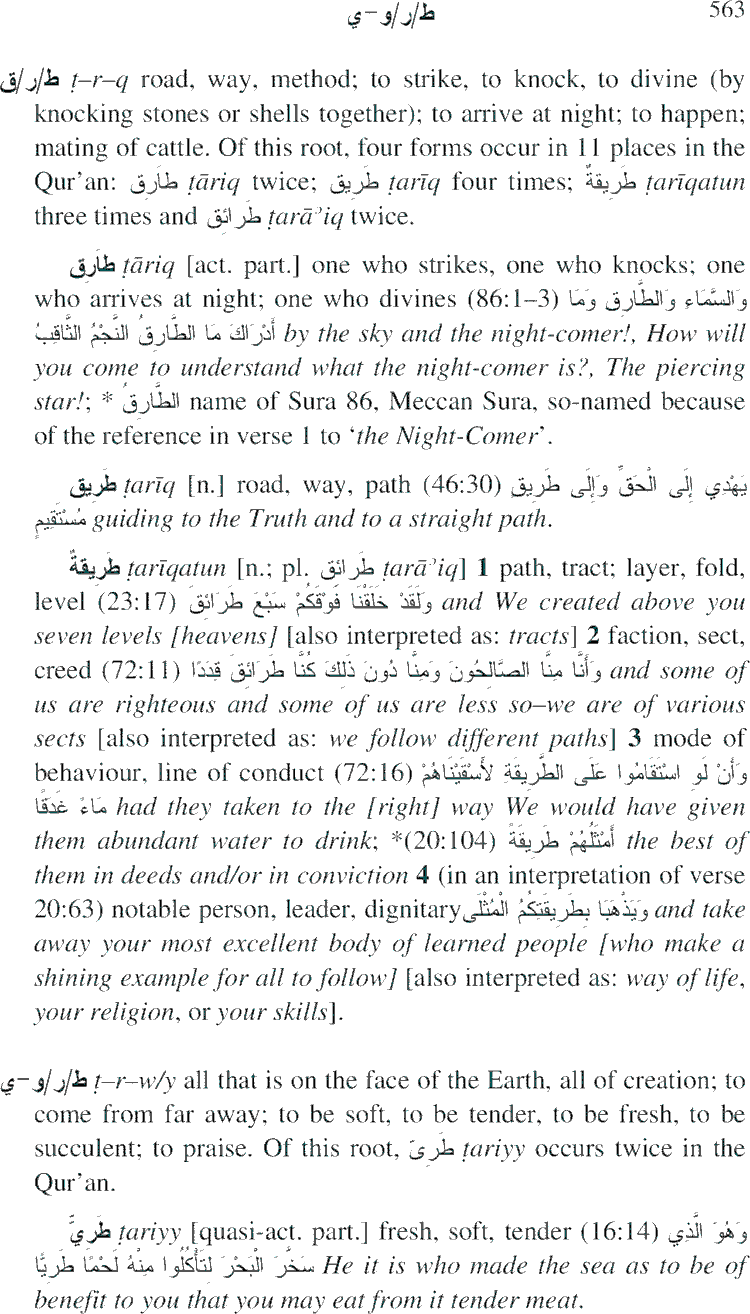 ط/ر/و-ي 563
ط/ر/ق ṭ–r–q road, way, method; to strike, to knock, to divine (by
knocking stones or shells together); to arrive at night; to happen;
mating of cattle. Of this root, four forms occur in 11 places in the
Qur'an: طَارِق ṭāriq twice; طَرِيق ṭarīq four times; طَرِيقَةٌ ṭarīqatun
three times and طَرَائِق ṭarāʾiq twice.
طَارِق ṭāriq [act. part.] one who strikes, one who knocks; one
who arrives at night; one who divines (86:1–3) وَالسَّمَاءِ وَالطَّارِقِ وَمَا
أَدْرَاكَ مَا الطَّارِقُ النَّجْمُ الثَّاقِبُ by the sky and the night-comer!, How will
you come to understand what the night-comer is?, The piercing
star!; * الطَّارِقُ name of Sura 86, Meccan Sura, so-named because
of the reference in verse 1 to ‘the Night-Comer’.
طَرِيق ṭarīq [n.] road, way, path (46:30) يَهْدِي إِلَى الْحَقِّ وَإِلَى طَرِيقٍ
مُسْتَقِيمٍ guiding to the Truth and to a straight path.
طَرِيقَةٌ ṭarīqatun [n.; pl. طَرَائِق ṭarāʾiq] 1 path, tract; layer, fold,
level (23:17) وَلَقَدْ خَلَقْنَا فَوْقَكُمْ سَبْعَ طَرَائِقَ and We created above you
seven levels [heavens] [also interpreted as: tracts] 2 faction, sect,
creed (72:11) وَأَنَّا مِنَّا الصَّالِحُونَ وَمِنَّا دُونَ ذَلِكَ كُنَّا طَرَائِقَ قِدَدًا and some of
us are righteous and some of us are less so–we are of various
sects [also interpreted as: we follow different paths] 3 mode of
behaviour, line of conduct (72:16) وَأَنْ لَوِ اسْتَقَامُوا عَلَى الطَّرِيقَةِ لأَسْقَيْنَاهُمْ
مَاءً غَدَقًا had they taken to the [right] way We would have given
them abundant water to drink; *(20:104) أَمْثَلُهُمْ طَرِيقَةً the best of
them in deeds and/or in conviction 4 (in an interpretation of verse
20:63) notable person, leader, dignitary وَيَذْهَبَا بِطَرِيقَتِكُمُ الْمُثْلَى and take
away your most excellent body of learned people [who make a
shining example for all to follow] [also interpreted as: way of life,
your religion, or your skills].
ط/ر/و-ي ṭ–r–w/y all that is on the face of the Earth, all of creation; to
come from far away; to be soft, to be tender, to be fresh, to be
succulent; to praise. Of this root, طَرِيّ ṭariyy occurs twice in the
Qur'an.
طَرِيٌّ ṭariyy [quasi-act. part.] fresh, soft, tender (16:14) وَهُوَ الَّذِي
سَخَّرَ الْبَحْرَ لِتَأْكُلُوا مِنْهُ لَحْمًا طَرِيًّا He it is who made the sea as to be of
benefit to you that you may eat from it tender meat.